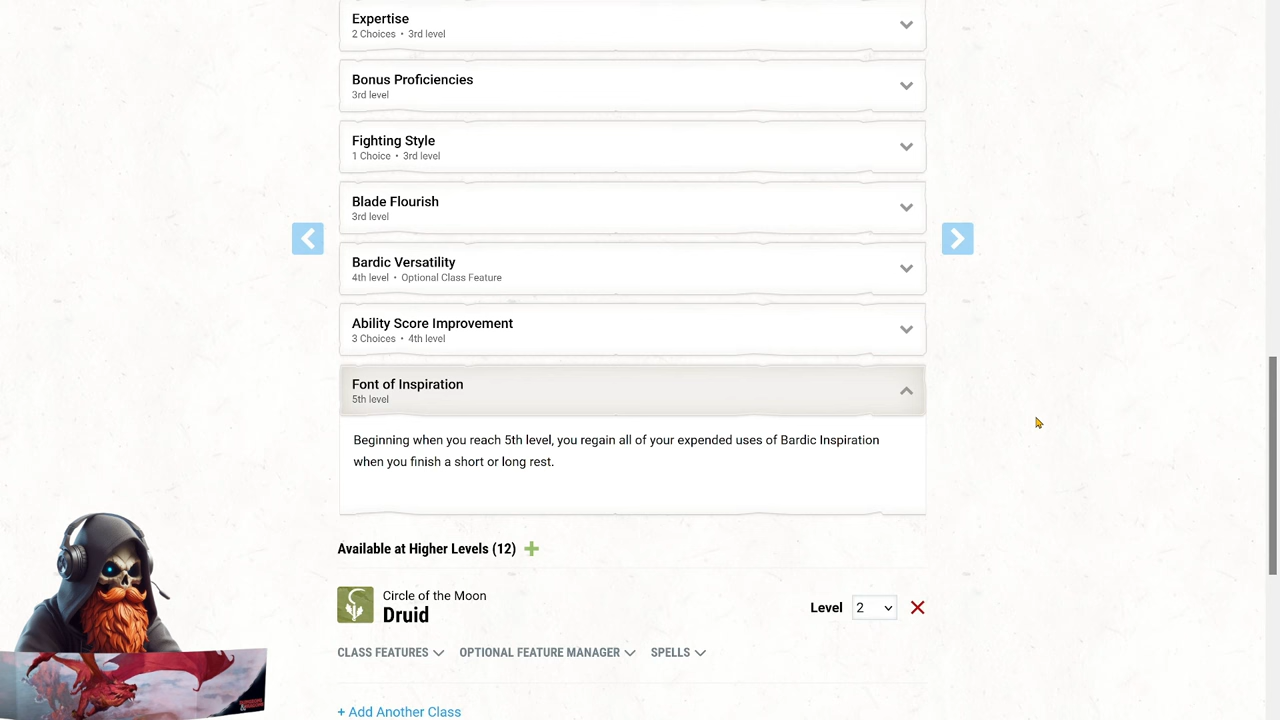 Expertise
2 Choices • 3rd level
Bonus Proficiencies
3rd level
Fighting Style
1 Choice • 3rd level
Blade Flourish
3rd level
Bardic Versatility
4th level • Optional Class Feature
Ability Score Improvement
3 Choices • 4th level
Font of Inspiration
5th level
Beginning when you reach 5th level, you regain all of your expended uses of Bardic Inspiration
when you finish a short or long rest.
Available at Higher Levels (12)
Circle of the Moon
Druid
Level 2
CLASS FEATURES OPTIONAL FEATURE MANAGER SPELLS
+ Add Another Class